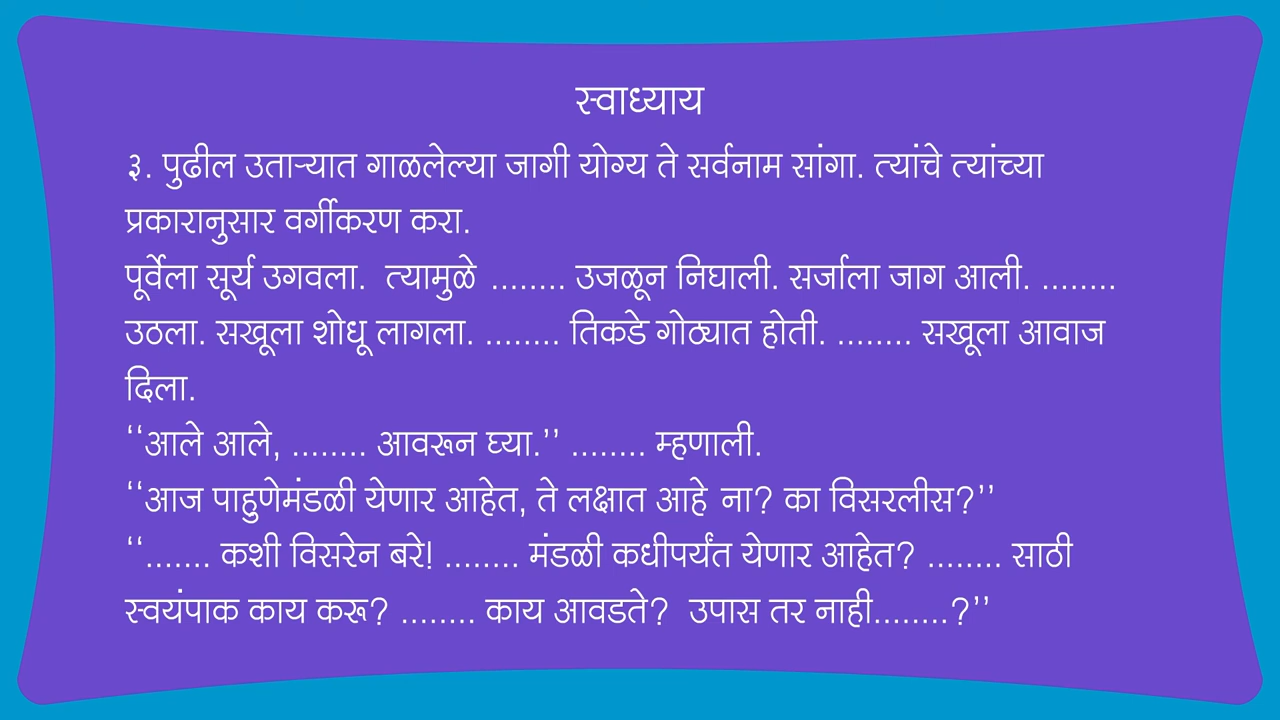 स्वाध्याय
३. पुढील उताऱ्यात गाळलेल्या जागी योग्य ते सर्वनाम सांगा. त्यांचे त्यांच्या
प्रकारानुसार वर्गीकरण करा.
पूर्वेला सूर्य उगवला. त्यामुळे ........ उजळून निघाली. सर्जाला जाग आली. ........
उठला. सखूला शोधू लागला. ........ तिकडे गोठ्यात होती. ........ सखूला आवाज
दिला.
‘‘आले आले, ........ आवरून घ्या.’’ ........ म्हणाली.
‘‘आज पाहुणेमंडळी येणार आहेत, ते लक्षात आहे ना? का विसरलीस?’’
‘‘....... कशी विसरेन बरे! ........ मंडळी कधीपर्यंत येणार आहेत? ........ साठी
स्वयंपाक काय करू? ........ काय आवडते? उपास तर नाही........?’’